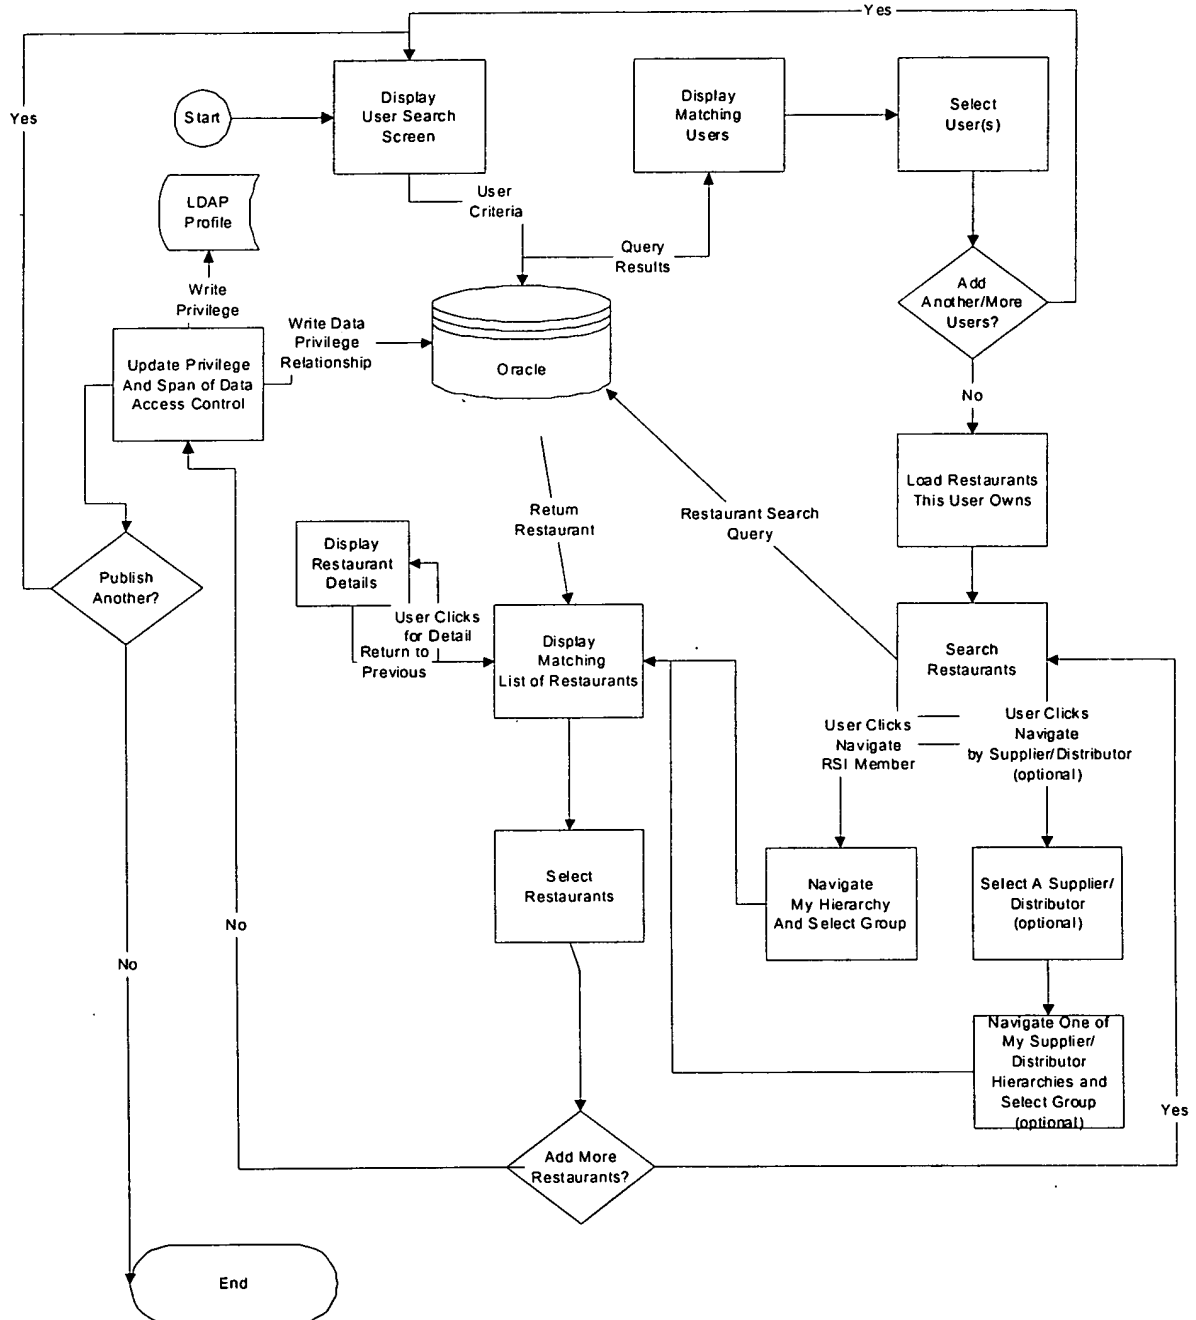 Yes
Yes
Start
Display
User Search
Screen
Display
Matching
Users
Select
User(s)
LDAP
Profile
User
Criteria
Query
Results
Write
Privilege
Write Data
Privilege
Relationship
Add
Another/More
Users?
Update Privilege
And Span of Data
Access Control
Oracle
No
Load Restaurants
This User Owns
Return
Restaurant
Restaurant Search
Query
Display
Restaurant
Details
Publish
Another?
User Clicks
for Detail
Return to
Previous
Display
Matching
List of Restaurants
Search
Restaurants
User Clicks
Navigate
RSI Member
User Clicks
Navigate
by Supplier/Distributor
(optional)
Select
Restaurants
Navigate
My Hierarchy
And Select Group
Select A Supplier/
Distributor
(optional)
No
No
Navigate One of
My Supplier/
Distributor
Hierarchies and
Select Group
(optional)
Yes
Add More
Restaurants?
End